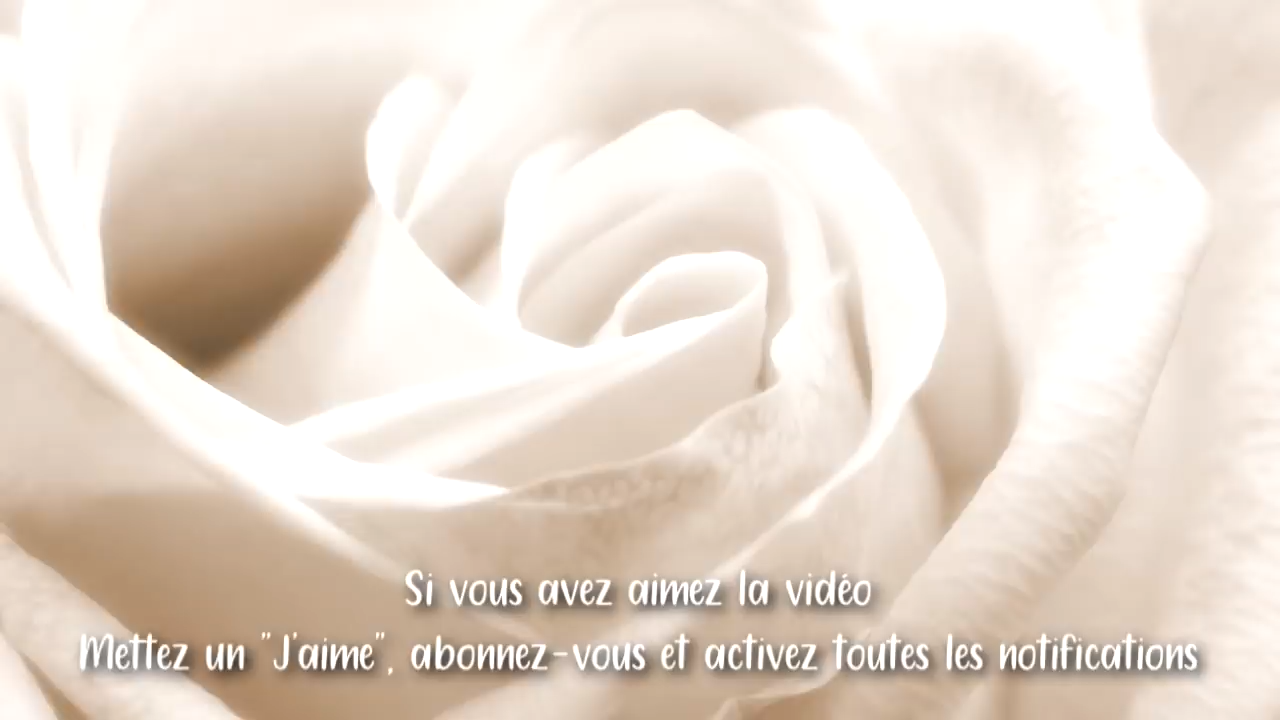 Si vous avez aimez la vidéo
Mettez un "J'aime", abonnez-vous et activez toutes les notifications